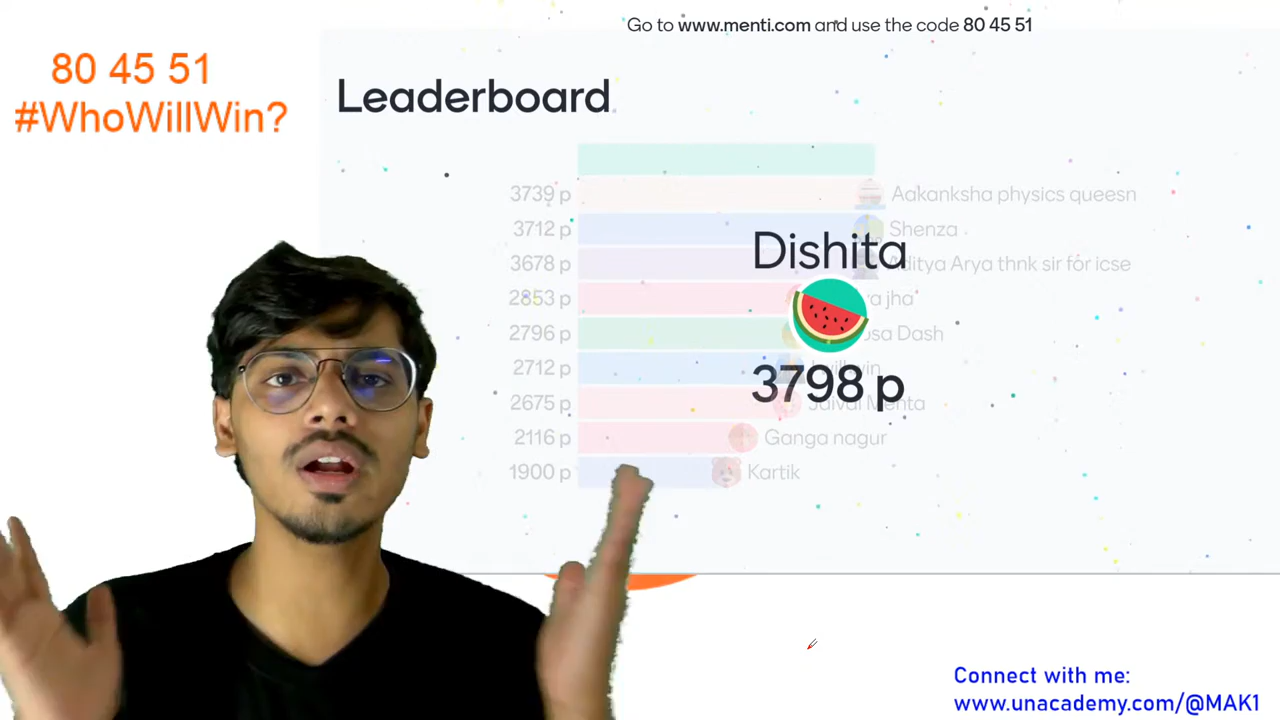 Go to www.menti.com and use the code 80 45 51
80 45 51
#WhoWillWin?
Leaderboard
3739 p Aakanksha physics queesn
3712 p Shenza
Dishita
3678 p Aditya Arya thnk sir for icse
2853 p jha
2796 p Dash
3798 p
2712 p
2675 p Mehta
2116 p Ganga nagur
1900 p Kartik
Connect with me:
www.unacademy.com/@MAK1